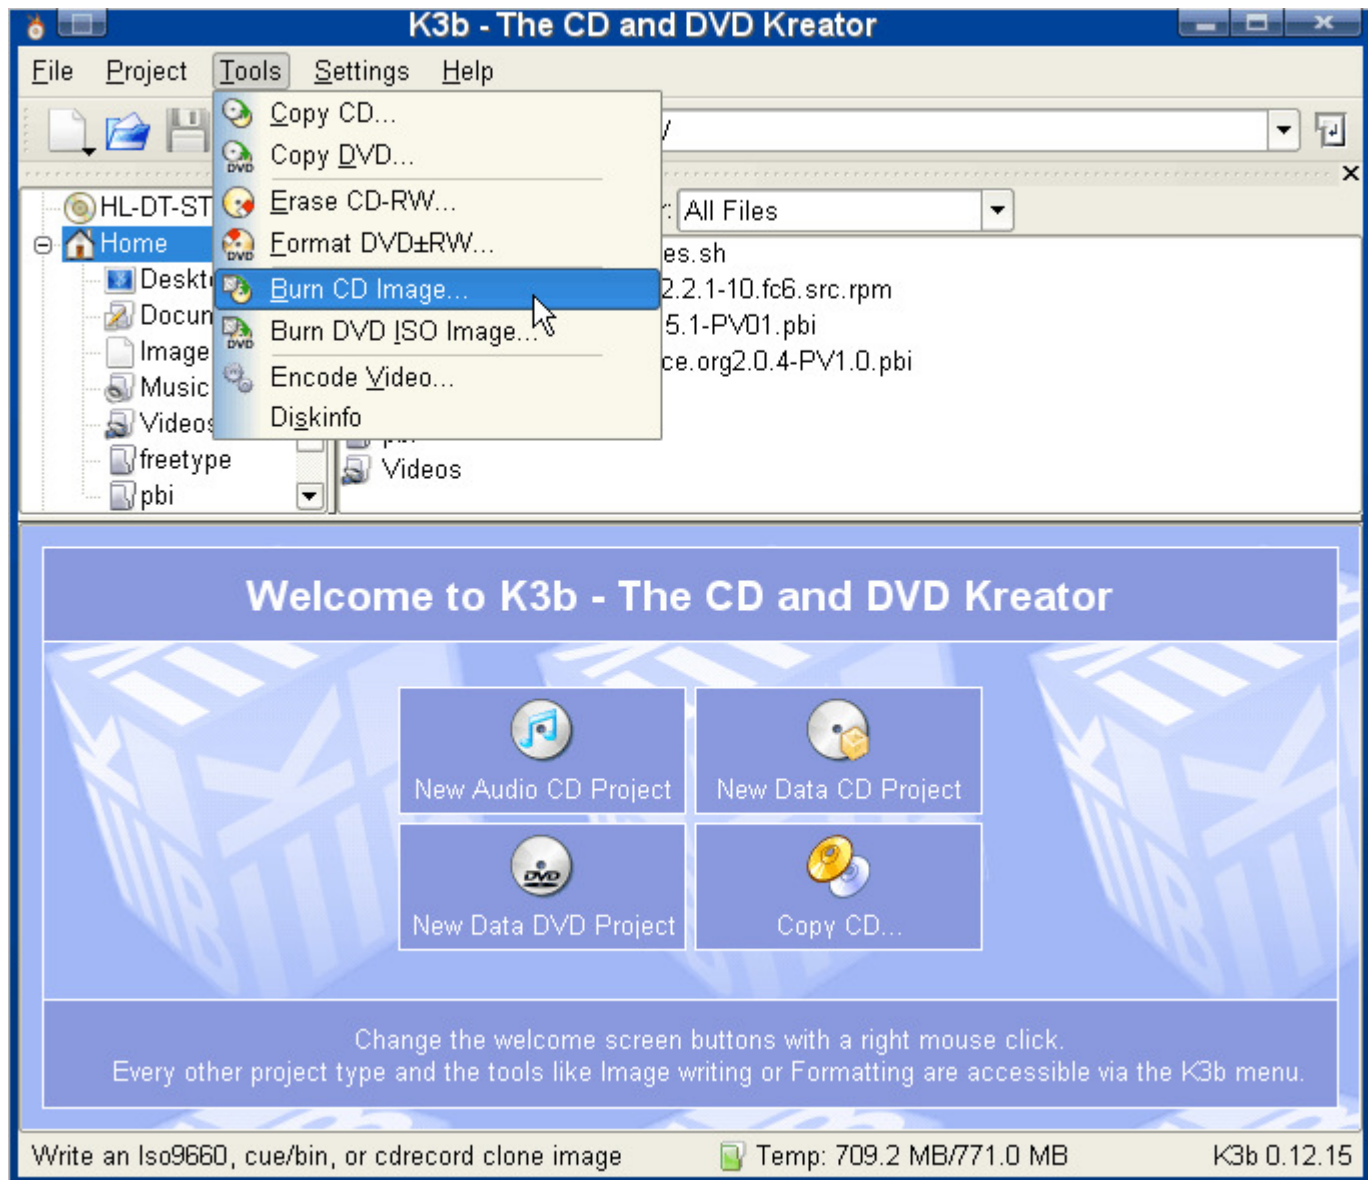 K3b - The CD and DVD Kreator
File Project Tools Settings Help
Copy CD...
Copy DVD...
Erase CD-RW...
Format DVD±RW...
Burn CD Image...
Burn DVD ISO Image...
Encode Video...
Diskinfo
/
HL-DT-ST
All Files
Home
es.sh
Deskt
2.2.1-10.fc6.src.rpm
Docun
5.1-PV01.pbi
Image
ce.org2.0.4-PV1.0.pbi
Music
Videos
freetype
Videos
pbi
Welcome to K3b - The CD and DVD Kreator
New Audio CD Project
New Data CD Project
DVD
New Data DVD Project
Copy CD...
Change the welcome screen buttons with a right mouse click.
Every other project type and the tools like Image writing or Formatting are accessible via the K3b menu.
Write an Iso9660, cue/bin, or cdrecord clone image
Temp: 709.2 MB/771.0 MB
K3b 0.12.15